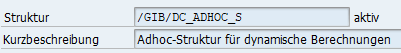 Struktur /GIB/DC_ADHOC_S aktiv
Kurzbeschreibung Adhoc-Struktur für dynamische Berechnungen